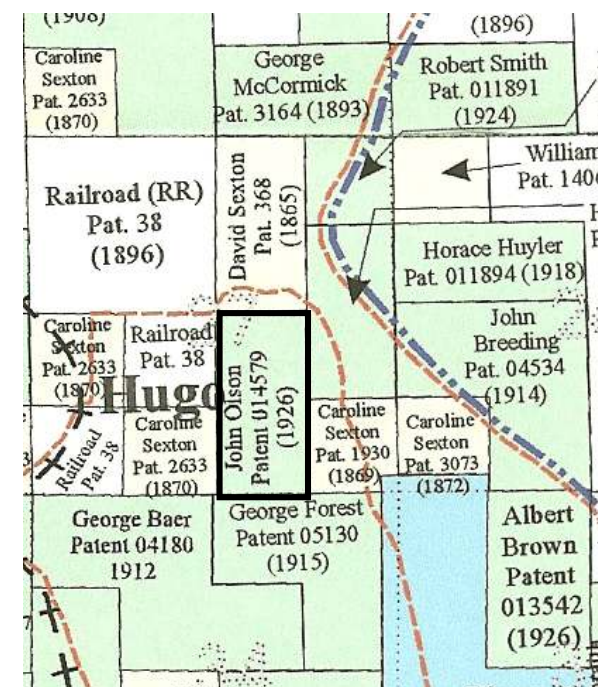 (1908)
(1896)
Caroline
Sexton
Pat. 2633
(1870)
George
McCormick
Pat. 3164 (1893)
Robert Smith
Pat. 011891
(1924)
Railroad (RR)
Pat. 38
(1896)
David Sexton
Pat. 368
(1865)
William
Pat. 140
Horace Huyler
Pat. 011894 (1918)
Caroline
Sexton
Pat. 2633
(1870)
Railroad
Pat. 38
Hugo
John Olson
Patent 014579
(1926)
John
Breeding
Pat. 04534
(1914)
Railroad
Pat. 38
Caroline
Sexton
Pat. 2633
(1870)
Caroline
Sexton
Pat. 1930
(1869)
Caroline
Sexton
Pat. 3073
(1872)
George Baer
Patent 04180
1912
George Forest
Patent 05130
(1915)
Albert
Brown
Patent
013542
(1926)